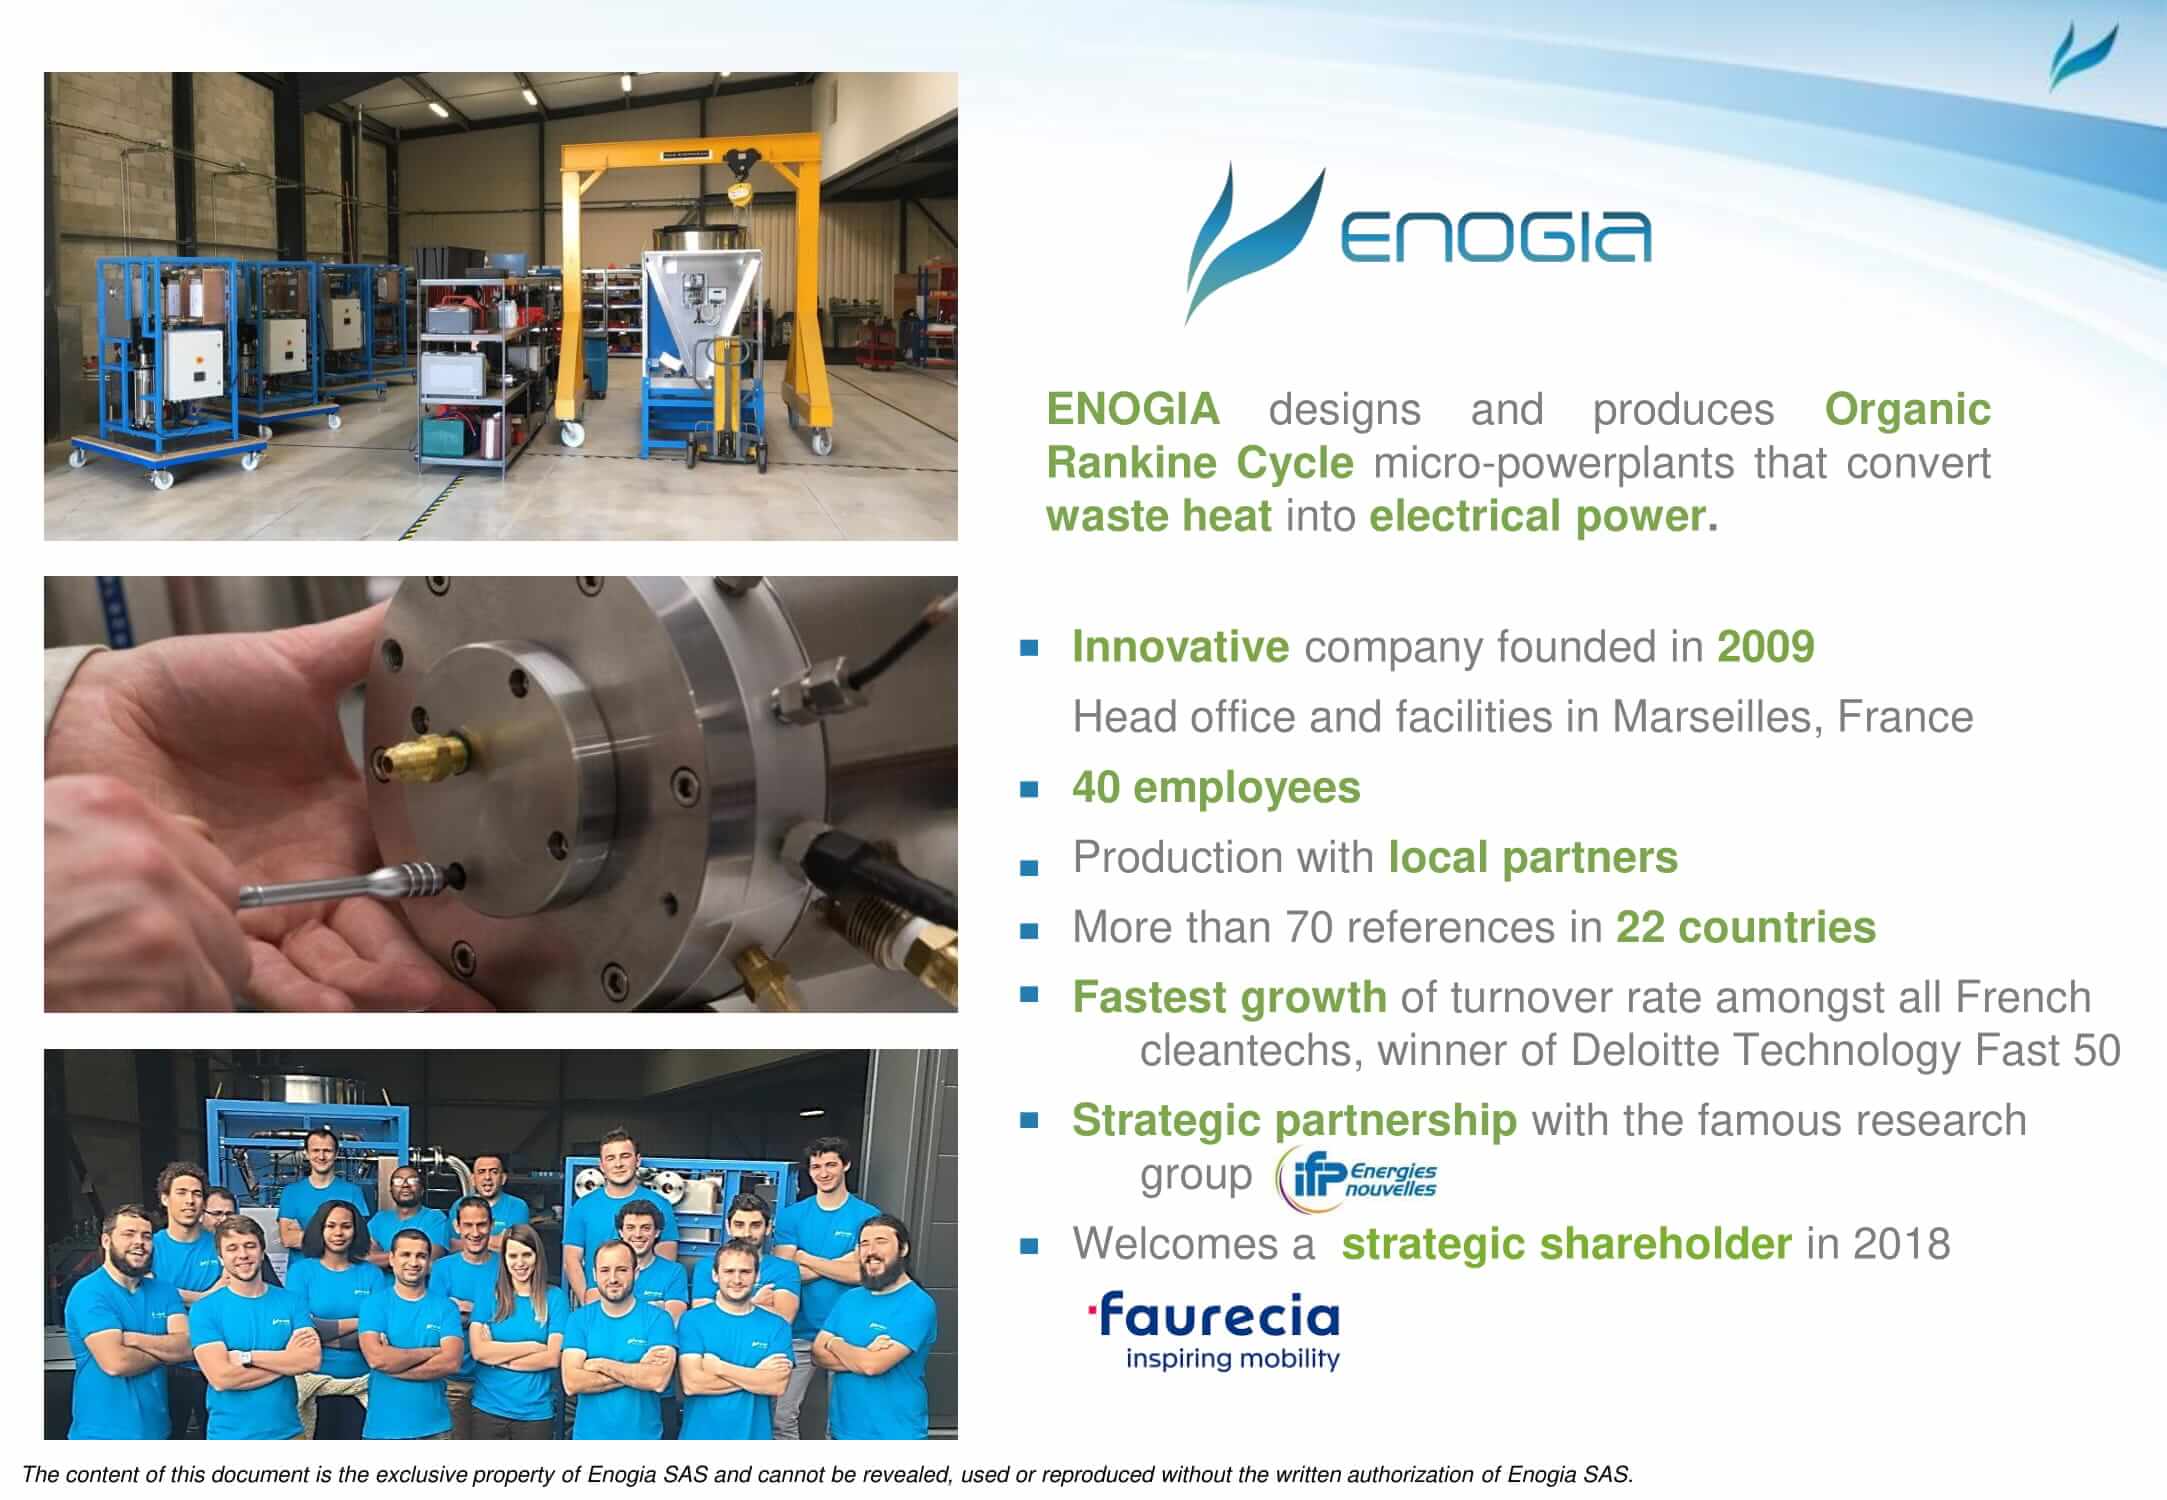 ENOGIA
ENOGIA designs and produces Organic
Rankine Cycle micro-powerplants that convert
waste heat into electrical power.
Innovative company founded in 2009
Head office and facilities in Marseilles, France
40 employees
Production with local partners
More than 70 references in 22 countries
Fastest growth of turnover rate amongst all French
cleantechs, winner of Deloitte Technology Fast 50
Strategic partnership with the famous research
group ifp Energies nouvelles
Welcomes a strategic shareholder in 2018
faurecia
inspiring mobility
The content of this document is the exclusive property of Enogia SAS and cannot be revealed, used or reproduced without the written authorization of Enogia SAS.